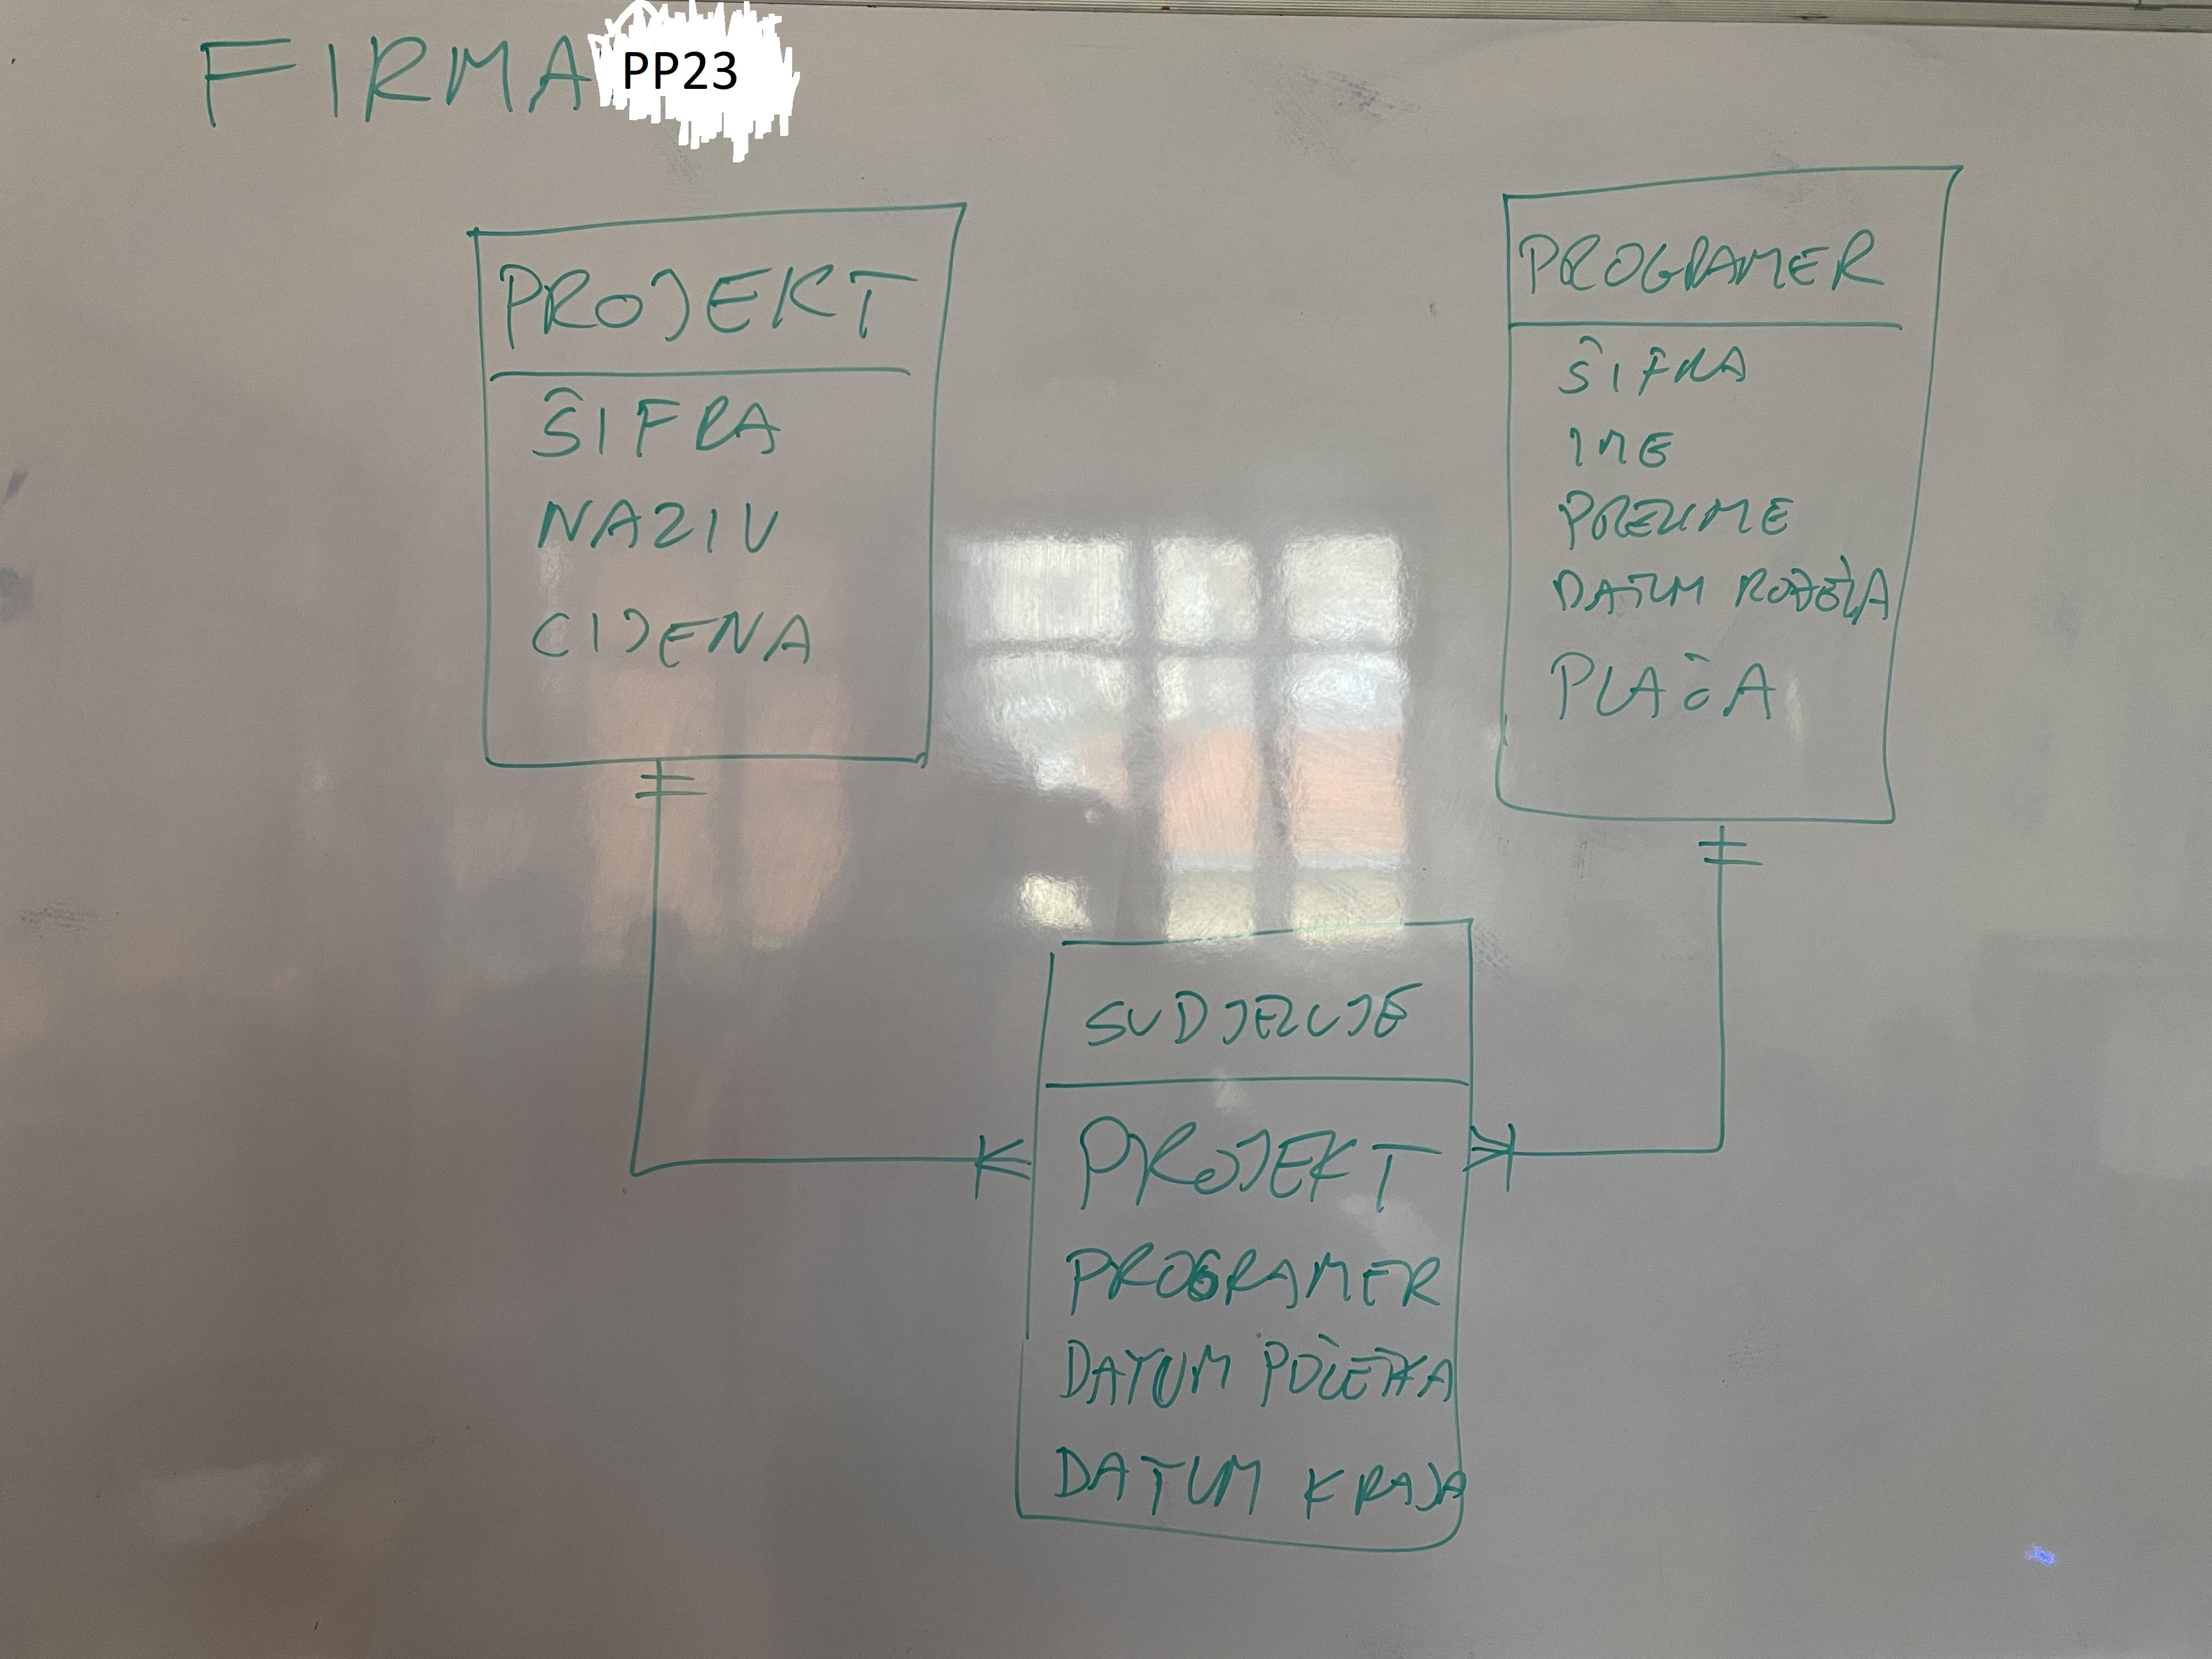 FIRMA PP23
PROJEKT
ŠIFRA
NAZIV
CIJENA
PROGRAMER
ŠIFRA
IME
PREZIME
DATUM ROĐENJA
PLAĆA
SUDJELUJE
PROJEKT
PROGRAMER
DATUM POČETKA
DATUM KRAJA